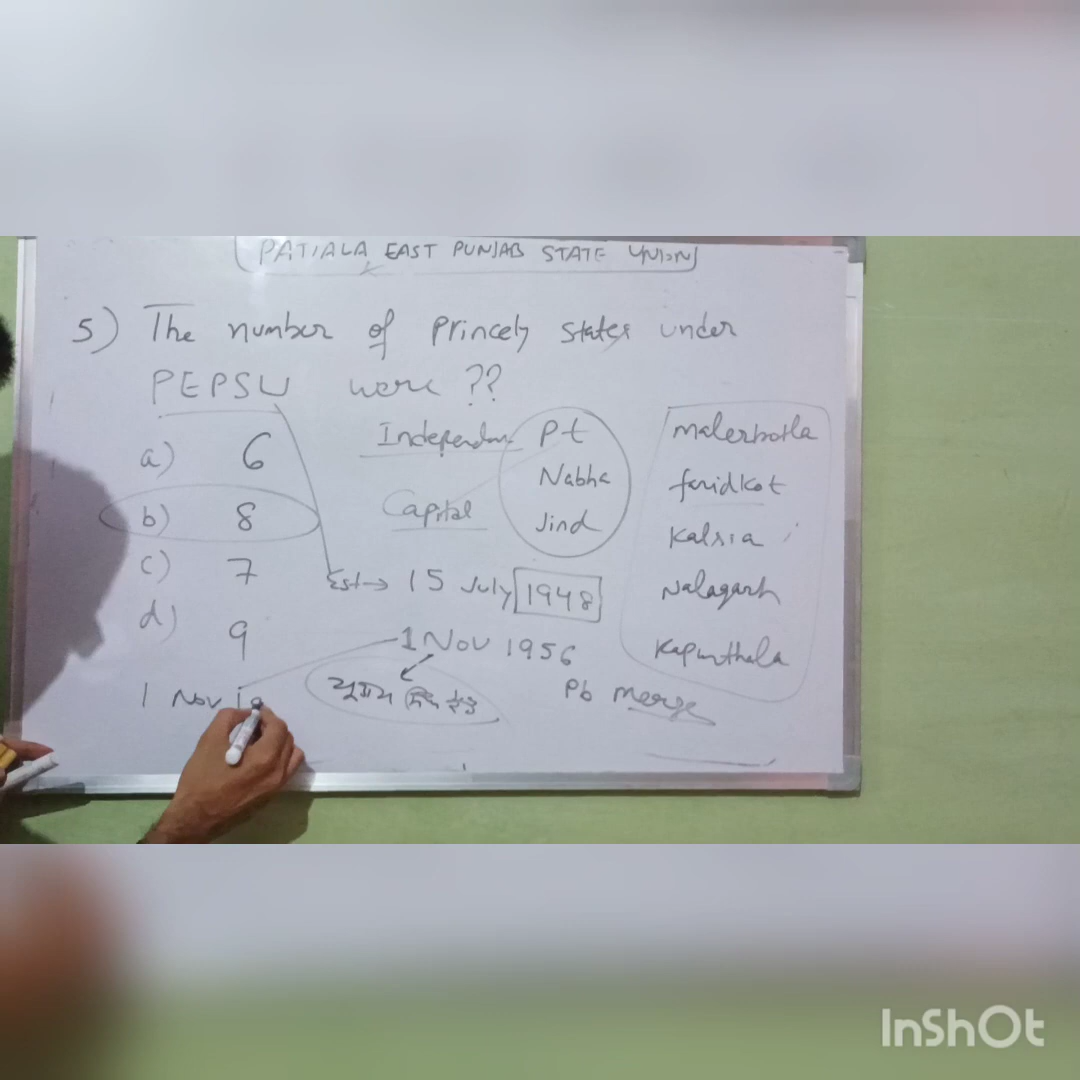 PATIALA, EAST PUNJAB STATE UNION
5) The number of Princely states under
PEPSU were ??
a) 6
b) 8
c) 7
d) 9
Independen Pt
Nabha
Capital
Jind
Est→ 15 July 1948
1 Nov 1956
Pb merge
malerkotla
faridkot
Kalsia
Nalagarh
Kapurthala
1 Nov 19
InShOt